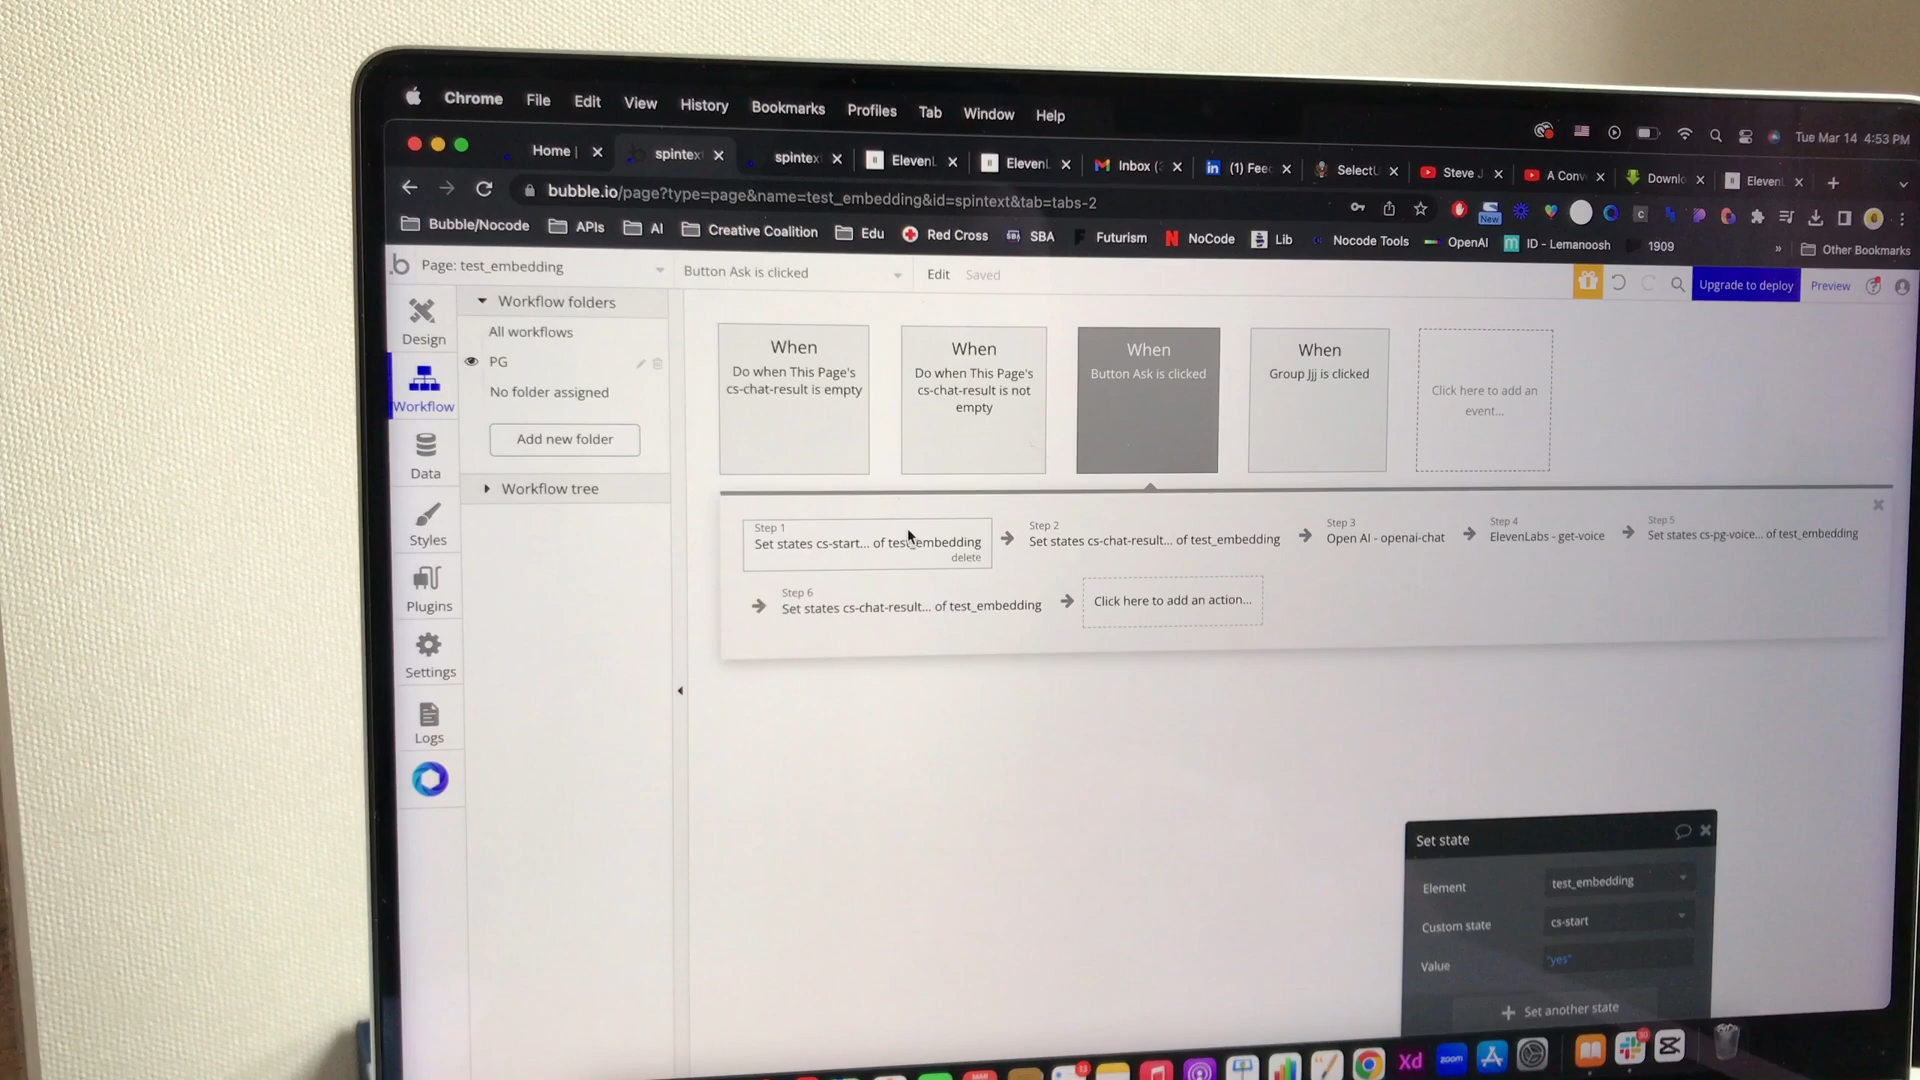 Chrome File Edit View History Bookmarks Profiles Tab Window Help
Tue Mar 14 4:53 PM
Home | spintex spintex ElevenL ElevenL Inbox ( (1) Feec SelectU Steve J A Conv Downlo Eleven
bubble.io/page?type=page&name=test_embedding&id=spintext&tab=tabs-2
New
Bubble/Nocode APIs AI Creative Coalition Edu Red Cross SBA SBA Futurism N NoCode Lib Nocode Tools OpenAI m ID - Lemanoosh 1909 » Other Bookmarks
Page: test_embedding Button Ask is clicked Edit Saved
Upgrade to deploy Preview
Design
Workflow
Data
Styles
Plugins
Settings
Logs
Workflow folders
All workflows
PG
No folder assigned
Add new folder
Workflow tree
When
Do when This Page's
cs-chat-result is empty
When
Do when This Page's
cs-chat-result is not
empty
When
Button Ask is clicked
When
Group Jjj is clicked
Click here to add an
event...
Step 1
Set states cs-start... of test_embedding
delete
Step 2
Set states cs-chat-result... of test_embedding
Step 3
Open AI - openai-chat
Step 4
ElevenLabs - get-voice
Step 5
Set states cs-pg-voice... of test_embedding
Step 6
Set states cs-chat-result... of test_embedding
Click here to add an action...
Set state
Element test_embedding
Custom state cs-start
Value "yes"
Set another state
MAR
13
Xd
zoom